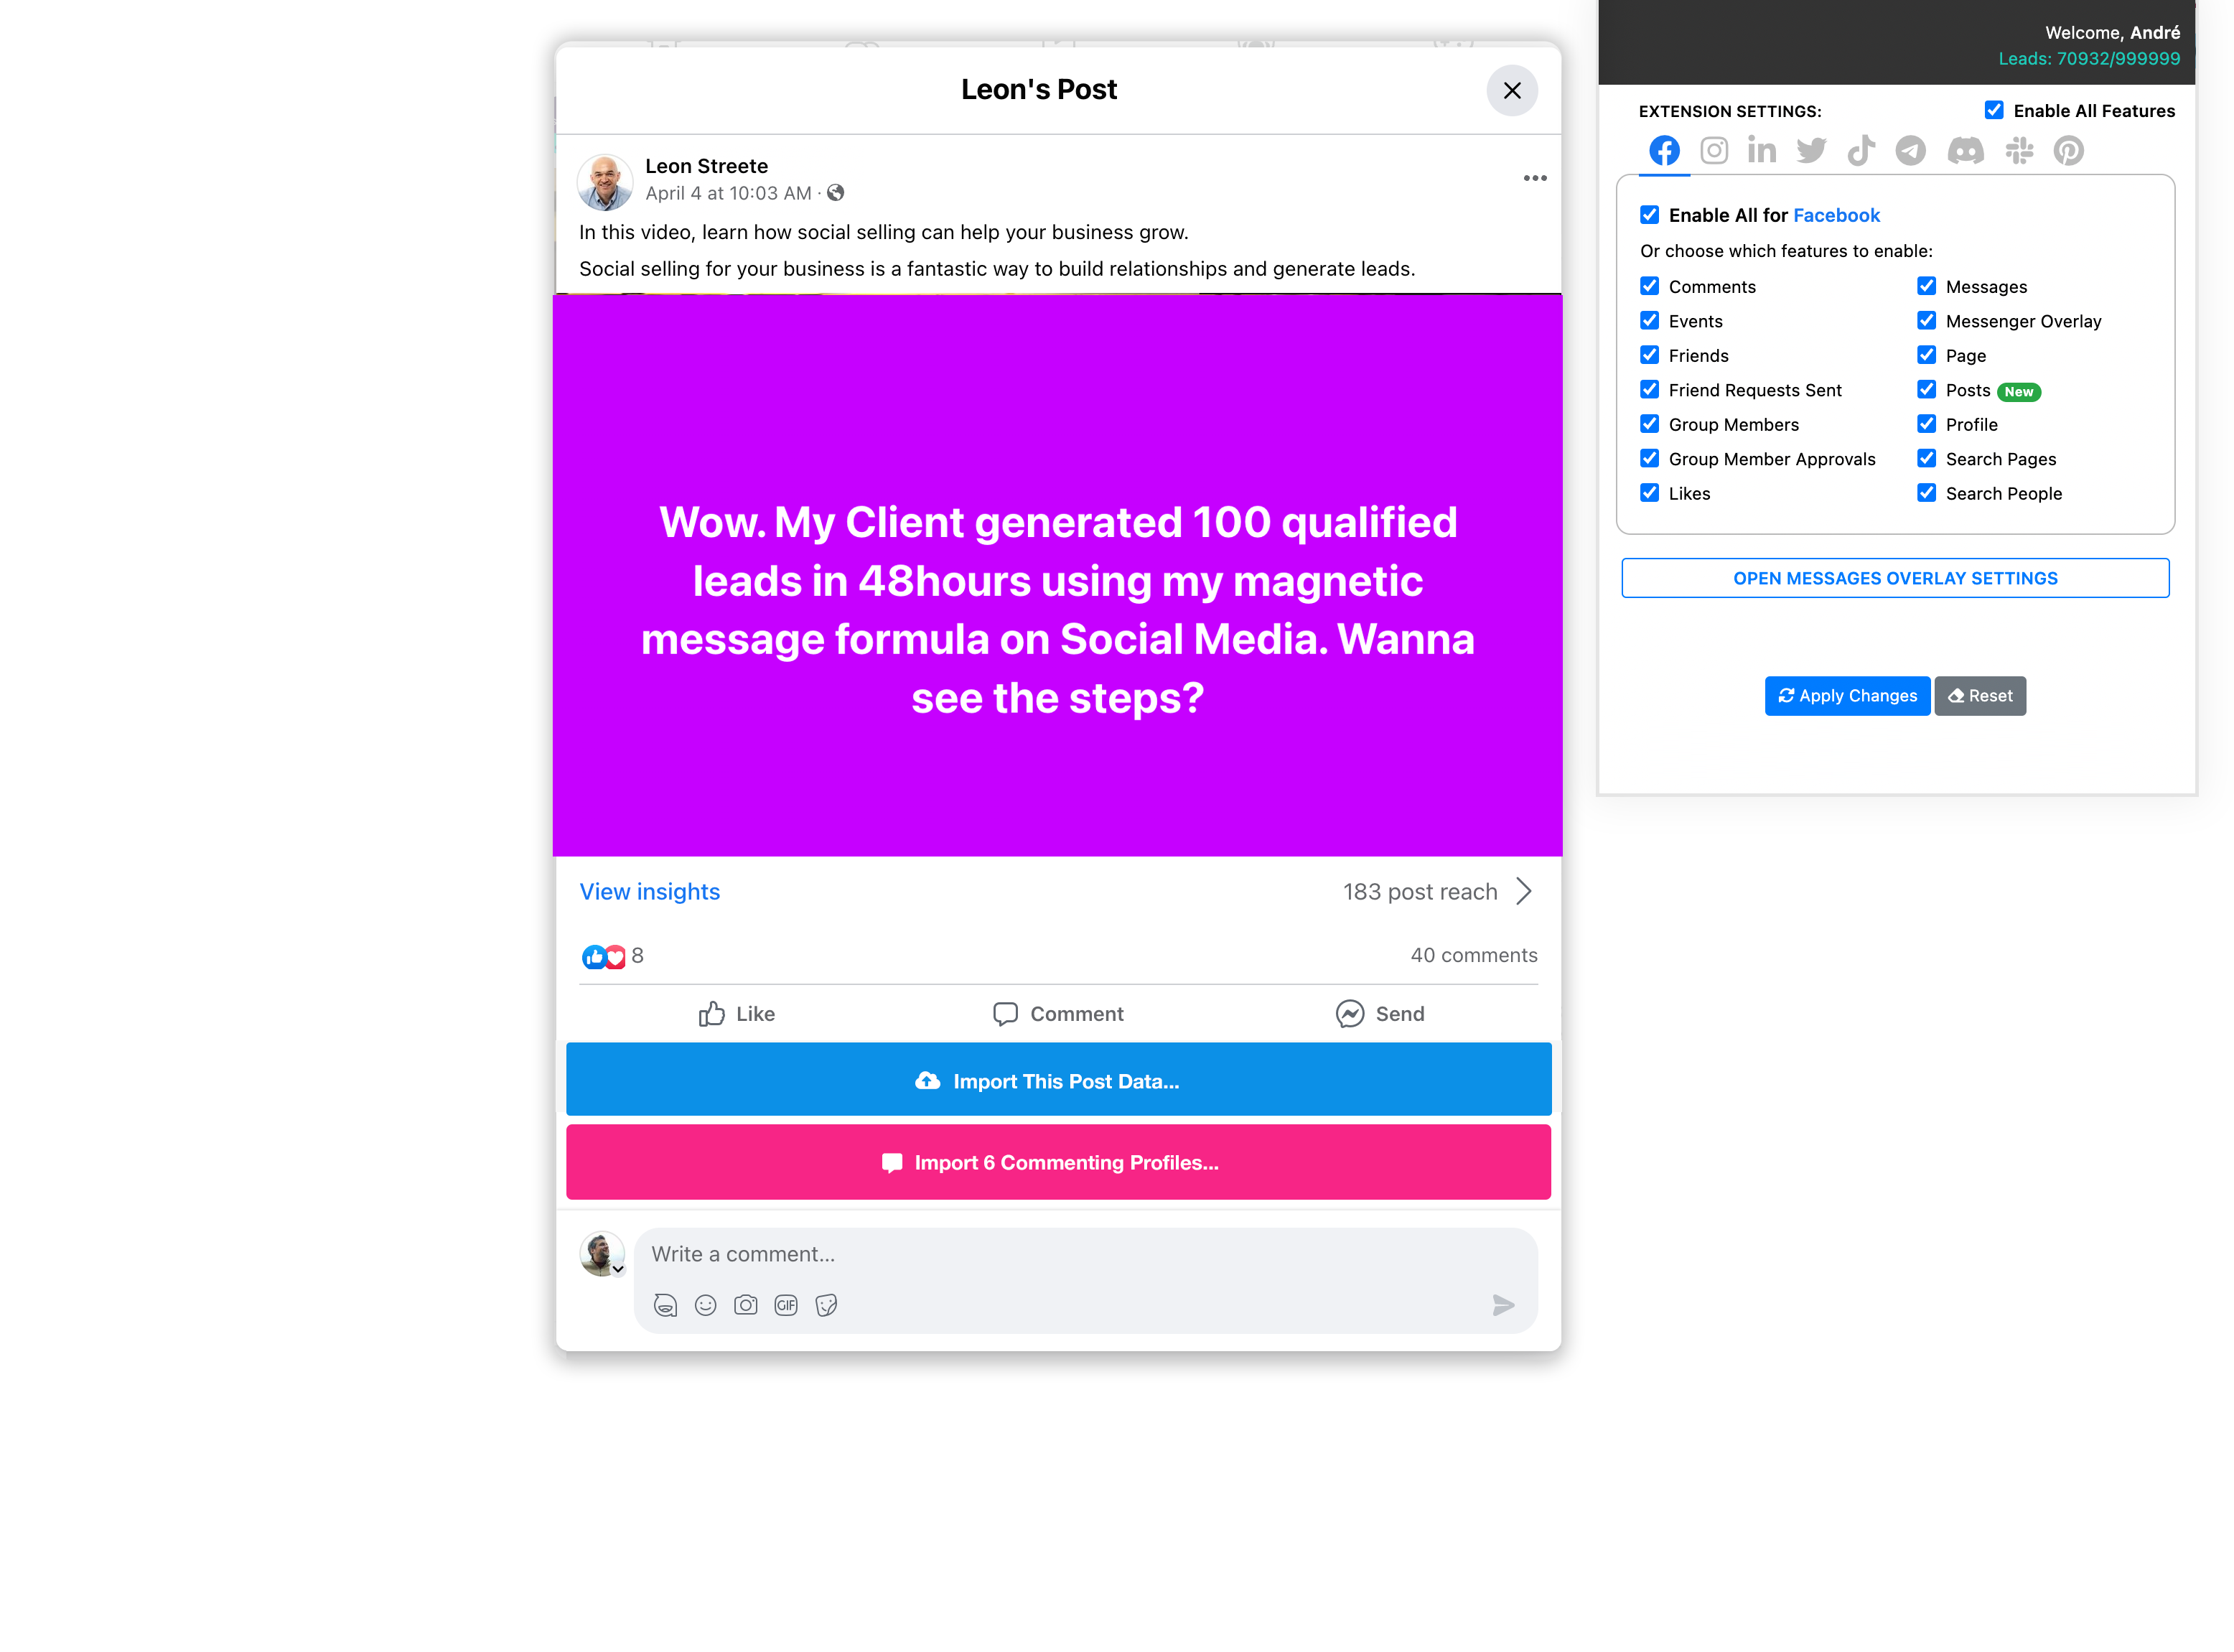 Leon's Post
Leon Streete
April 4 at 10:03 AM ·
In this video, learn how social selling can help your business grow.
Social selling for your business is a fantastic way to build relationships and generate leads.
Wow. My Client generated 100 qualified
leads in 48hours using my magnetic
message formula on Social Media. Wanna
see the steps?
View insights
183 post reach
8
40 comments
Like
Comment
Send
Import This Post Data...
Import 6 Commenting Profiles...
Write a comment...
GIF
Welcome, André
Leads: 70932/999999
EXTENSION SETTINGS:
Enable All Features
Enable All for Facebook
Or choose which features to enable:
Comments
Messages
Events
Messenger Overlay
Friends
Page
Friend Requests Sent
Posts New
Group Members
Profile
Group Member Approvals
Search Pages
Likes
Search People
OPEN MESSAGES OVERLAY SETTINGS
Apply Changes
Reset